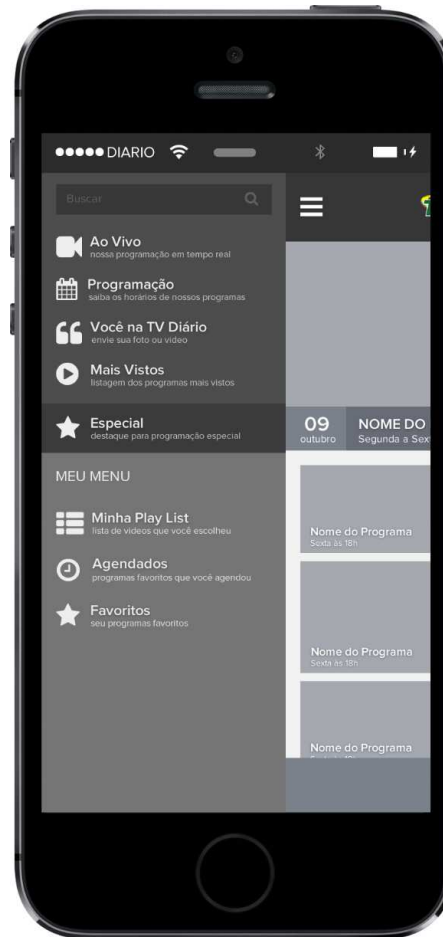 DIARIO
Buscar
Ao Vivo
nossa programação em tempo real
Programação
saiba os horários de nossos programas
Você na TV Diário
envie sua foto ou video
Mais Vistos
listagem dos programas mais vistos
Especial
destaque para programação especial
MEU MENU
Minha Play List
lista de videos que você escolheu
Agendados
programas favoritos que você agendou
Favoritos
seu programas favoritos
09
outubro
NOME DO
Segunda a Sex
Nome do Programa
Sexta às 18h
Nome do Programa
Sexta às 18h
Nome do Programa